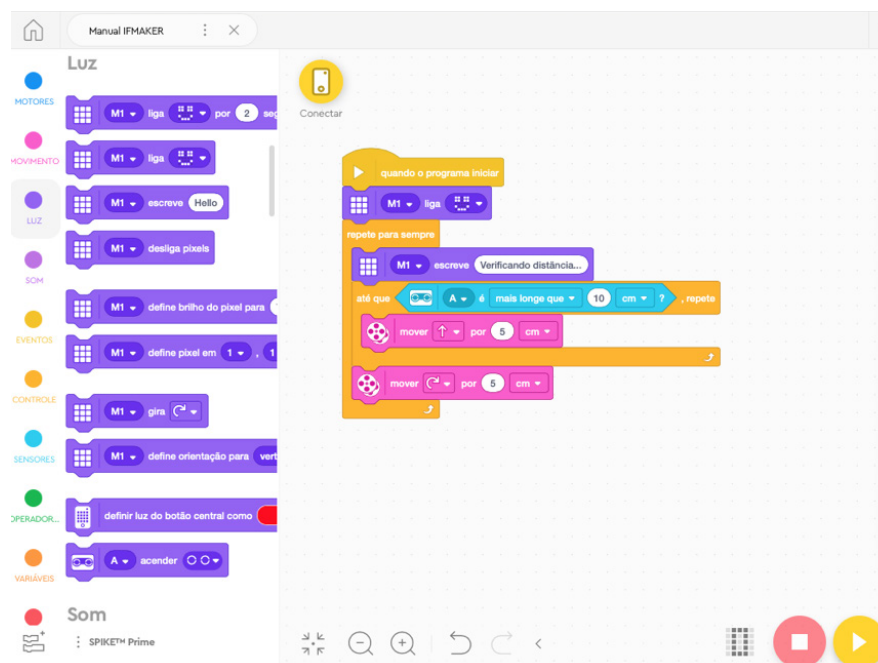 Manual IFMAKER
Luz
MOTORES
MOVIMENTO
LUZ
SOM
EVENTOS
CONTROLE
SENSORES
OPERADOR...
VARIÁVEIS
M1 liga por 2 seg
M1 liga
M1 escreve Hello
M1 desliga pixels
M1 define brilho do pixel para
M1 define pixel em 1 , 1
M1 gira
M1 define orientação para vert
definir luz do botão central como
A acender
Som
SPIKE™ Prime
Conectar
quando o programa iniciar
M1 liga
repete para sempre
M1 escreve Verificando distância...
até que A é mais longe que 10 cm ? , repete
mover por 5 cm
mover por 5 cm